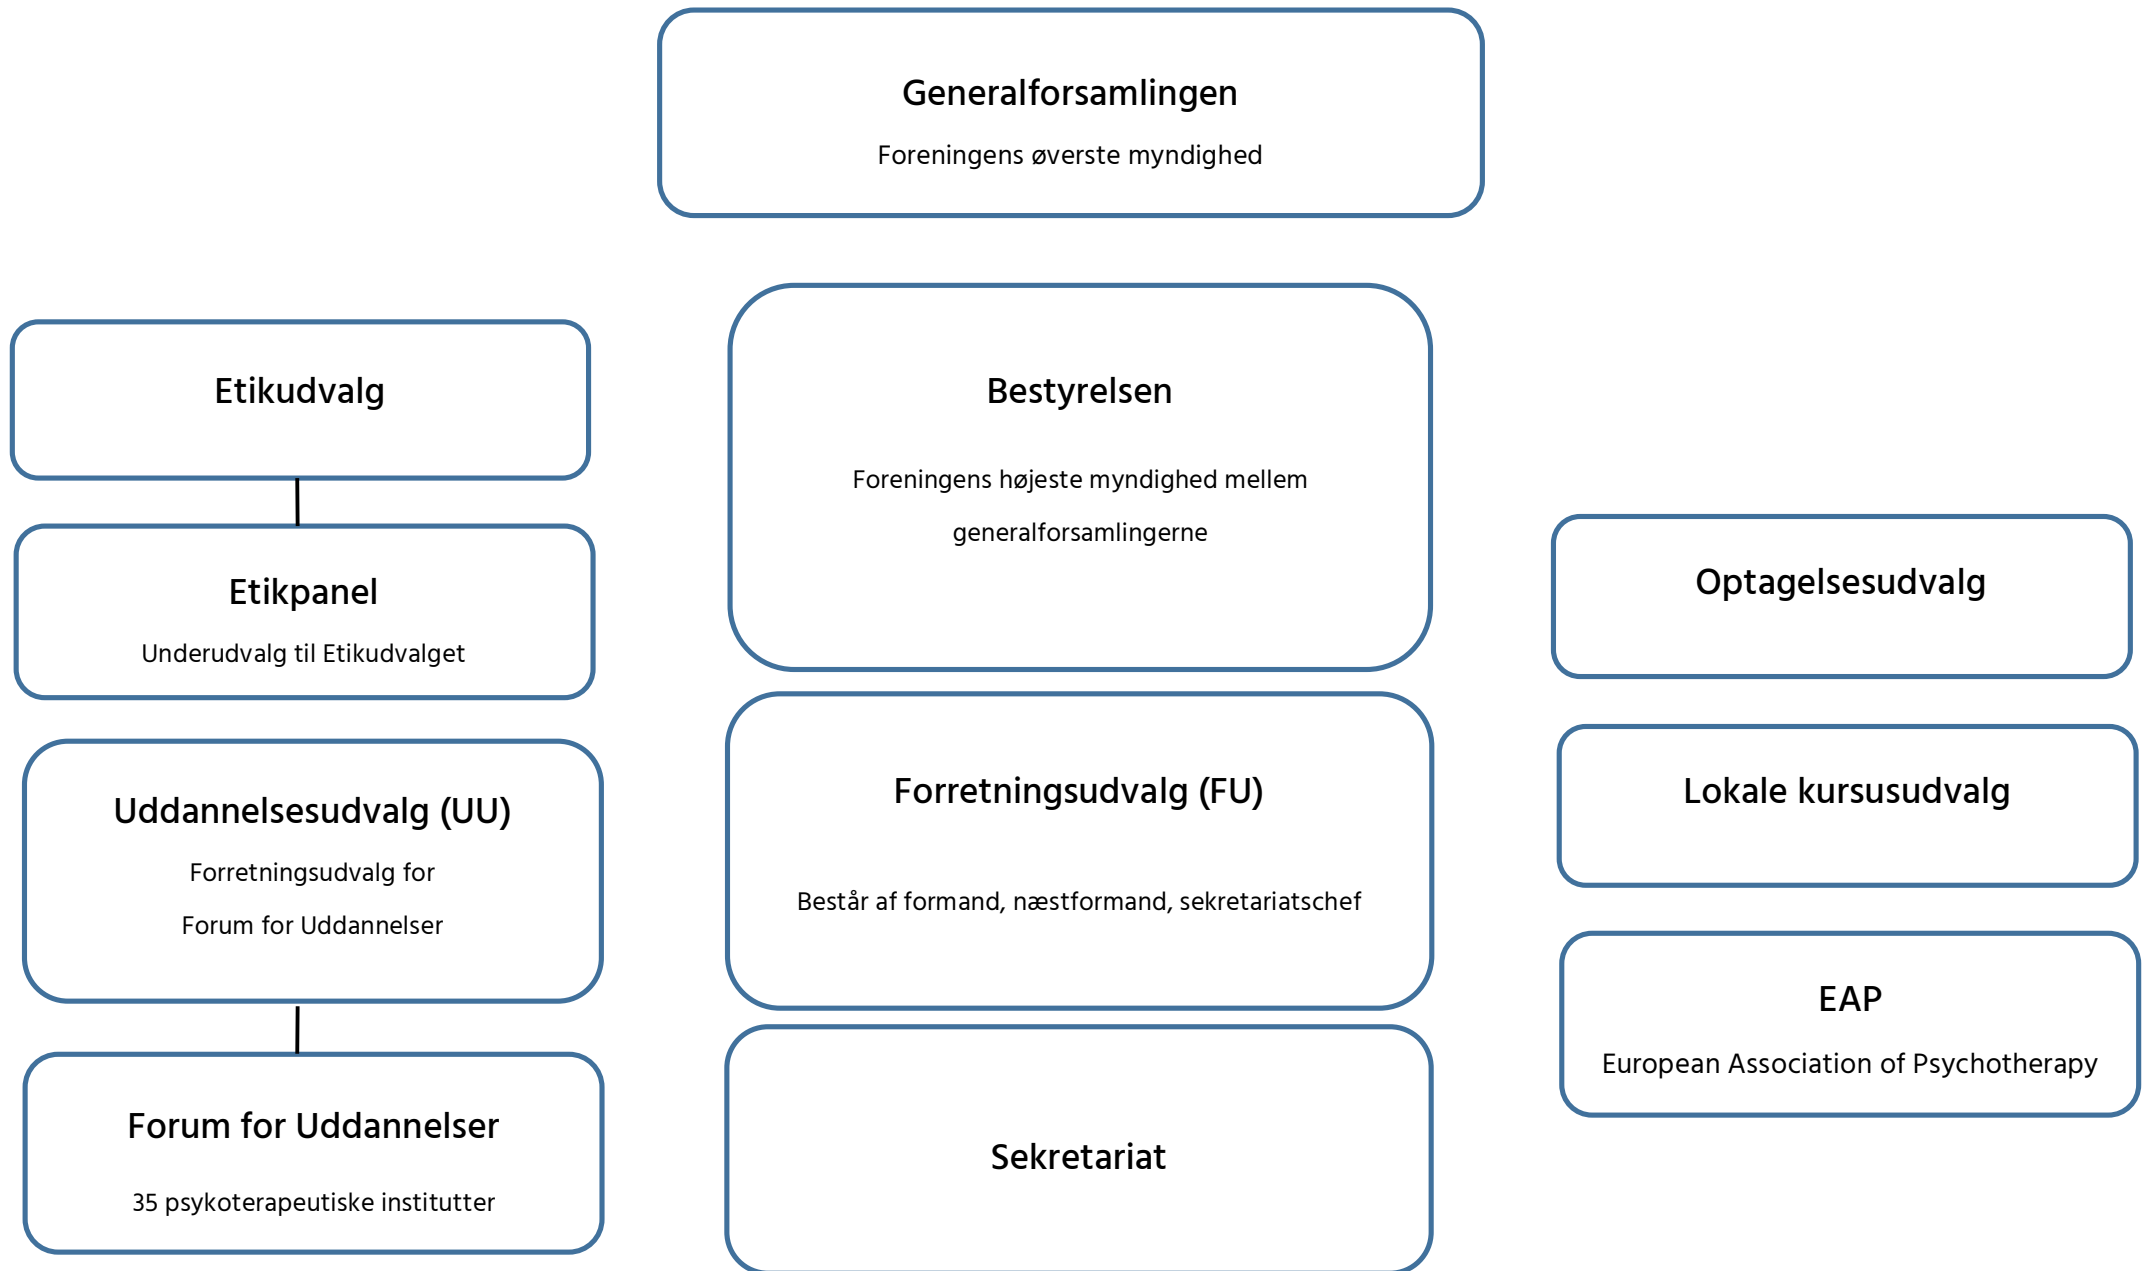 Generalforsamlingen
Foreningens øverste myndighed
Etikudvalg
Etikpanel
Underudvalg til Etikudvalget
Uddannelsesudvalg (UU)
Forretningsudvalg for
Forum for Uddannelser
Forum for Uddannelser
35 psykoterapeutiske institutter
Bestyrelsen
Foreningens højeste myndighed mellem
generalforsamlingerne
Forretningsudvalg (FU)
Består af formand, næstformand, sekretariatschef
Sekretariat
Optagelsesudvalg
Lokale kursusudvalg
EAP
European Association of Psychotherapy